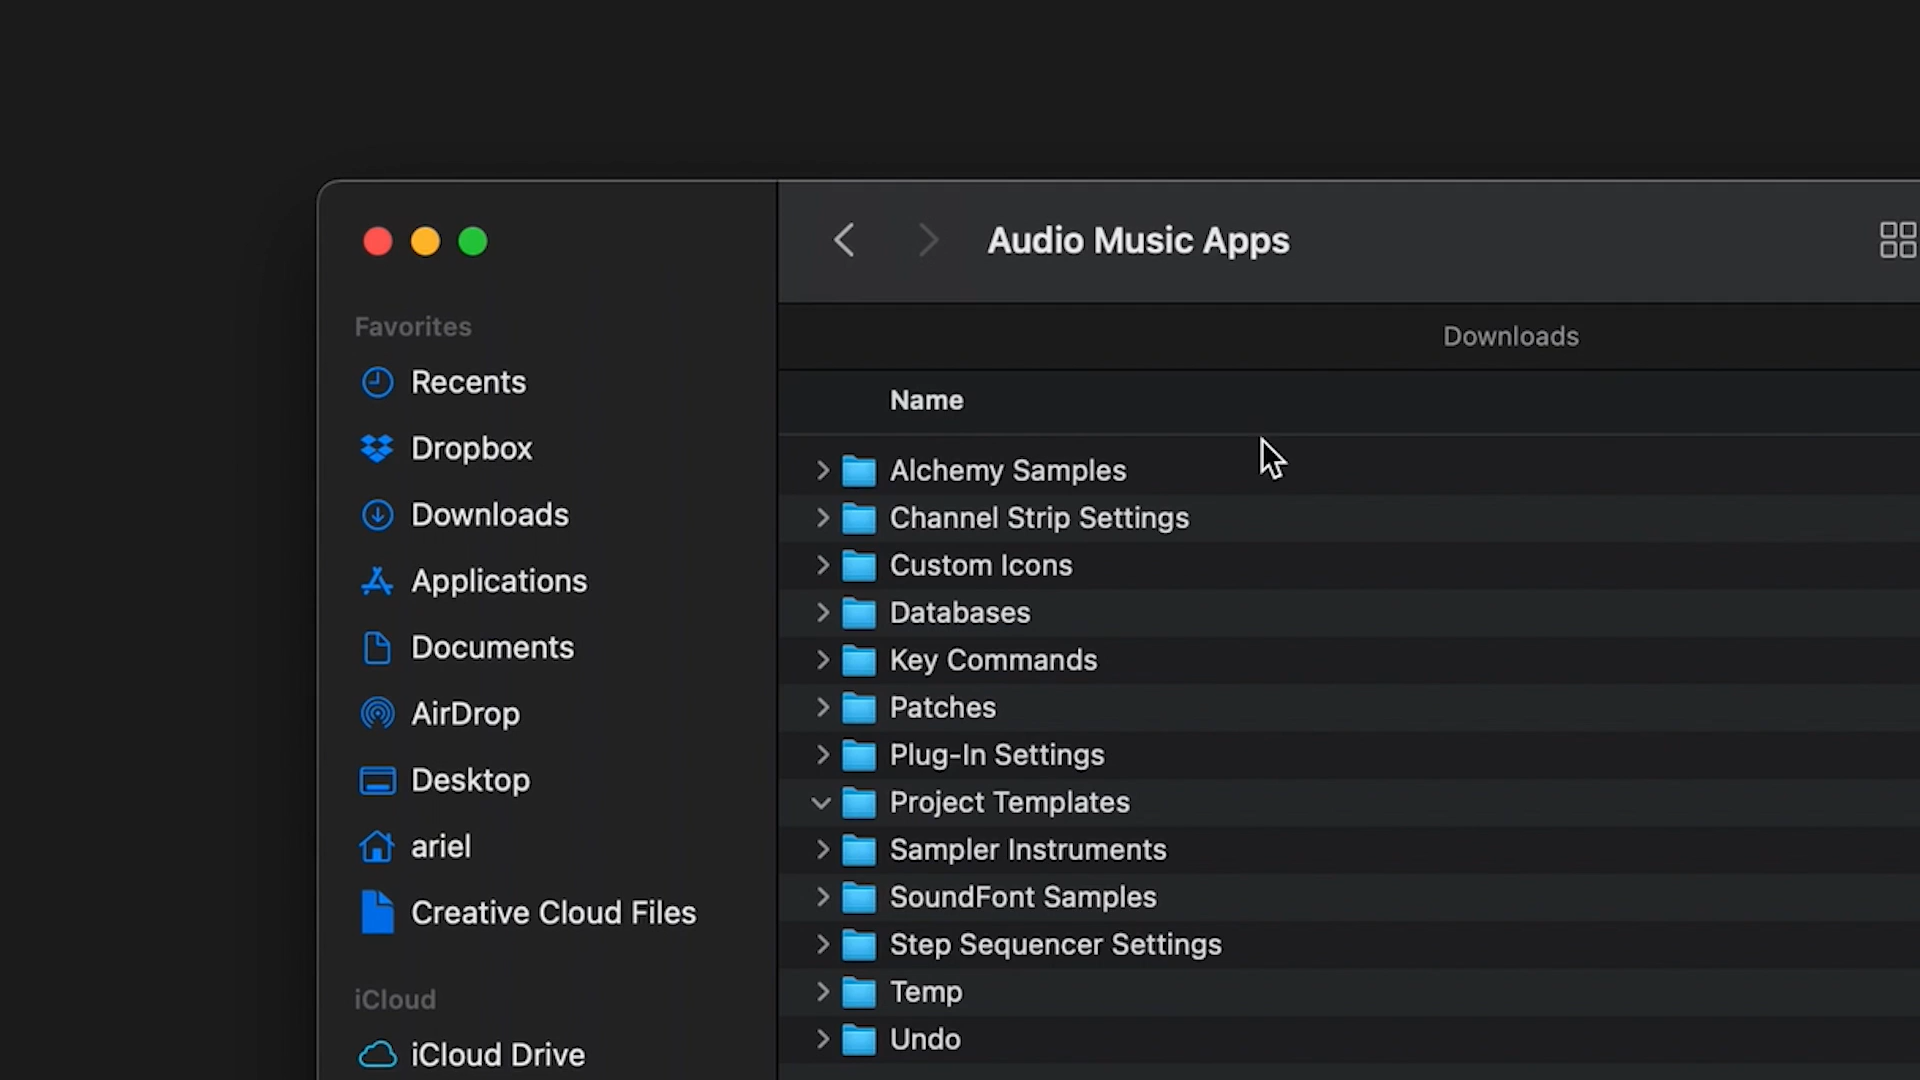 Audio Music Apps
Favorites
Recents
Dropbox
Downloads
Applications
Documents
AirDrop
Desktop
ariel
Creative Cloud Files
iCloud
iCloud Drive
Downloads
Name
Alchemy Samples
Channel Strip Settings
Custom Icons
Databases
Key Commands
Patches
Plug-In Settings
Project Templates
Sampler Instruments
SoundFont Samples
Step Sequencer Settings
Temp
Undo